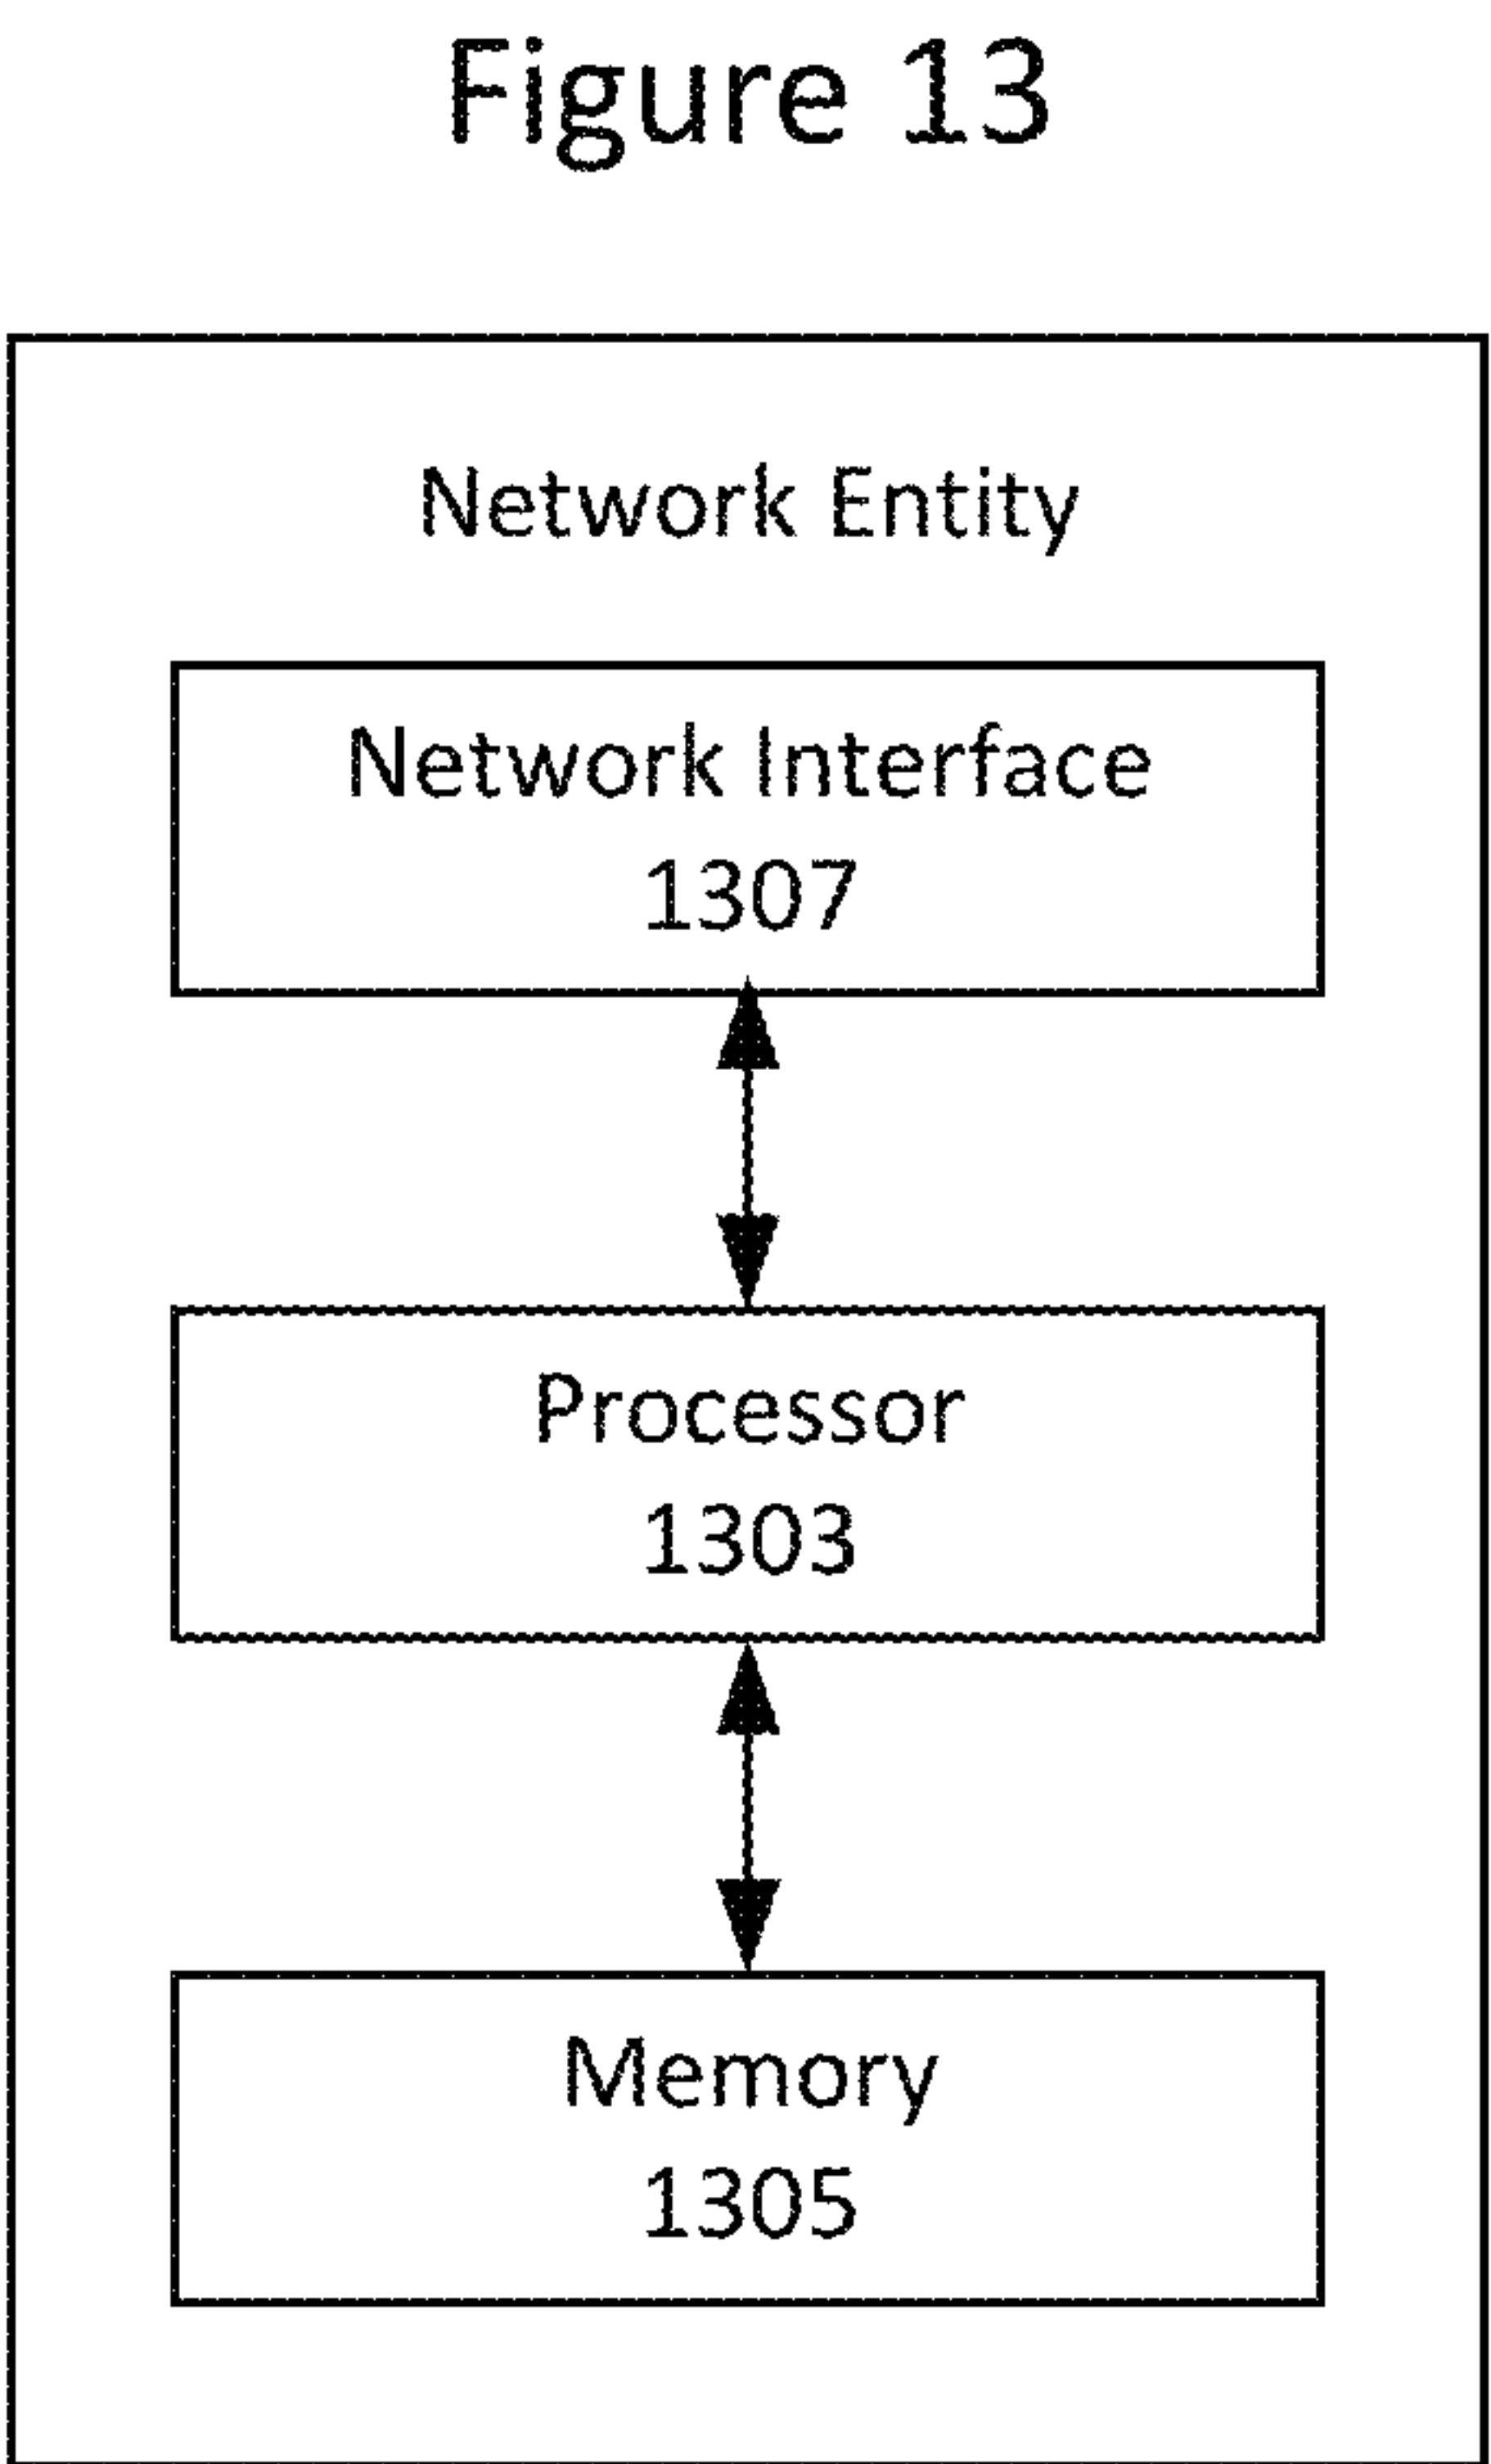 Figure 13
Network Entity
Network Interface
1307
Processor
1303
Memory
1305